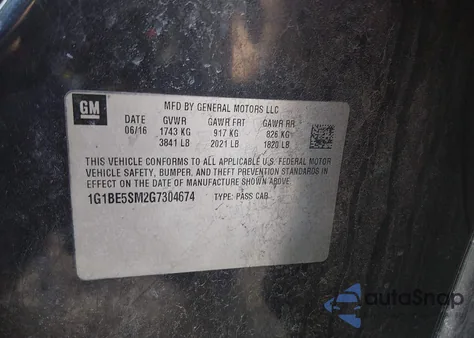 GM
MFD BY GENERAL MOTORS LLC
DATE GVWR GAWR FRT GAWR RR
06/16 1743 KG 917 KG 826 KG
3841 LB 2021 LB 1820 LB
THIS VEHICLE CONFORMS TO ALL APPLICABLE U.S. FEDERAL MOTOR
VEHICLE SAFETY, BUMPER, AND THEFT PREVENTION STANDARDS
IN EFFECT ON THE DATE OF MANUFACTURE SHOWN ABOVE.
1G1BE5SM2G7304674 TYPE: PASS CAR
autoSnap